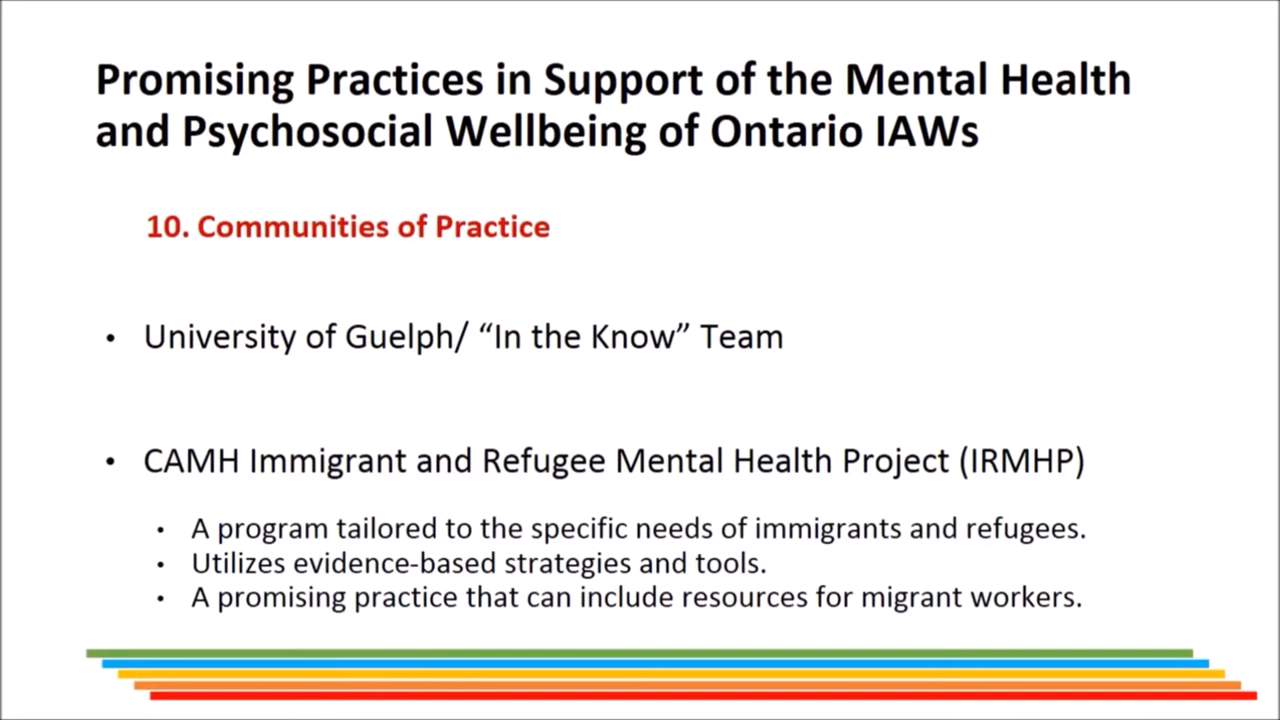 Promising Practices in Support of the Mental Health
and Psychosocial Wellbeing of Ontario IAWs
10. Communities of Practice
• University of Guelph/ “In the Know” Team
• CAMH Immigrant and Refugee Mental Health Project (IRMHP)
• A program tailored to the specific needs of immigrants and refugees.
• Utilizes evidence-based strategies and tools.
• A promising practice that can include resources for migrant workers.